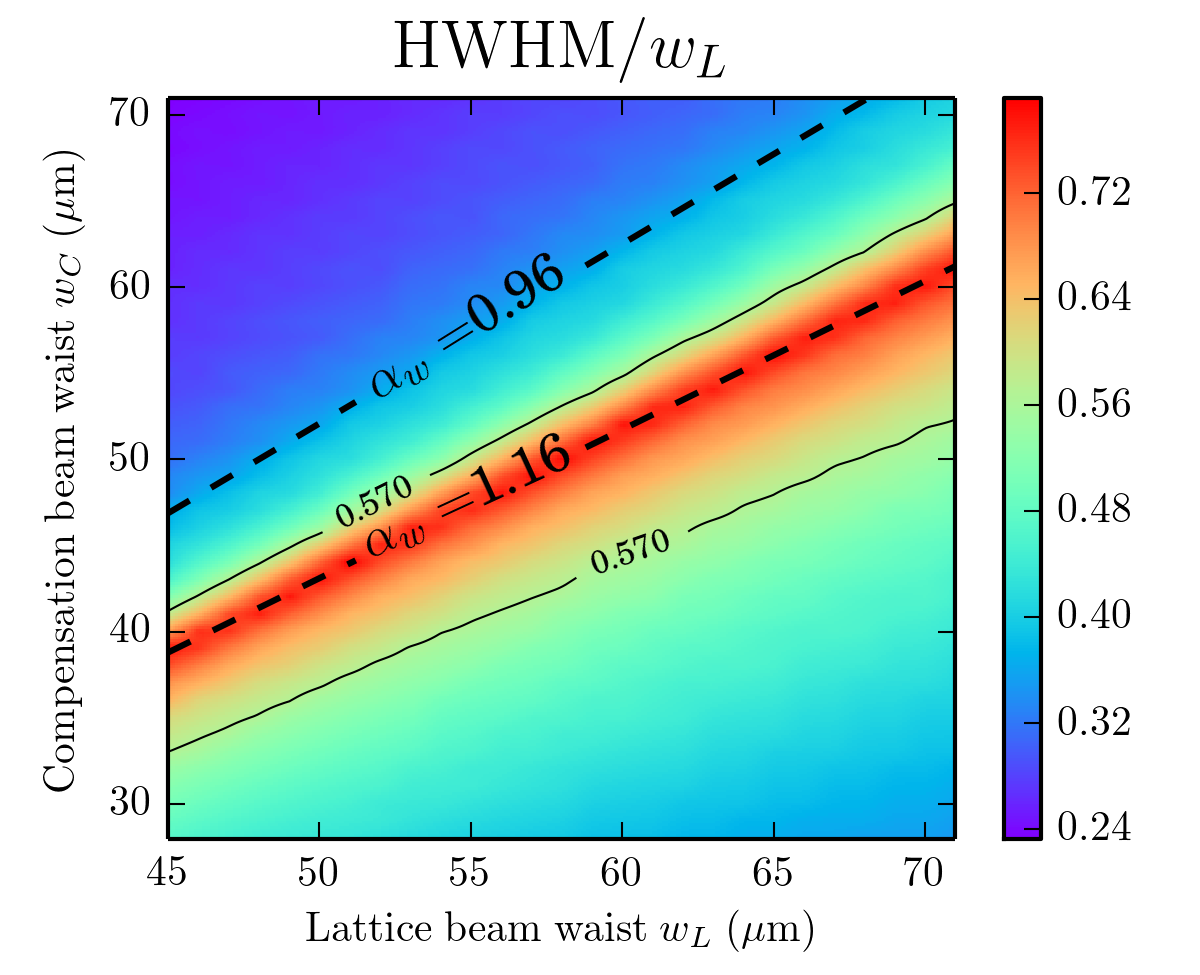 HWHM/w_L
Compensation beam waist w_C (μm)
70
60
50
40
30
α_w =0.96
0.570
α_w =1.16
0.570
45 50 55 60 65 70
Lattice beam waist w_L (μm)
0.72
0.64
0.56
0.48
0.40
0.32
0.24